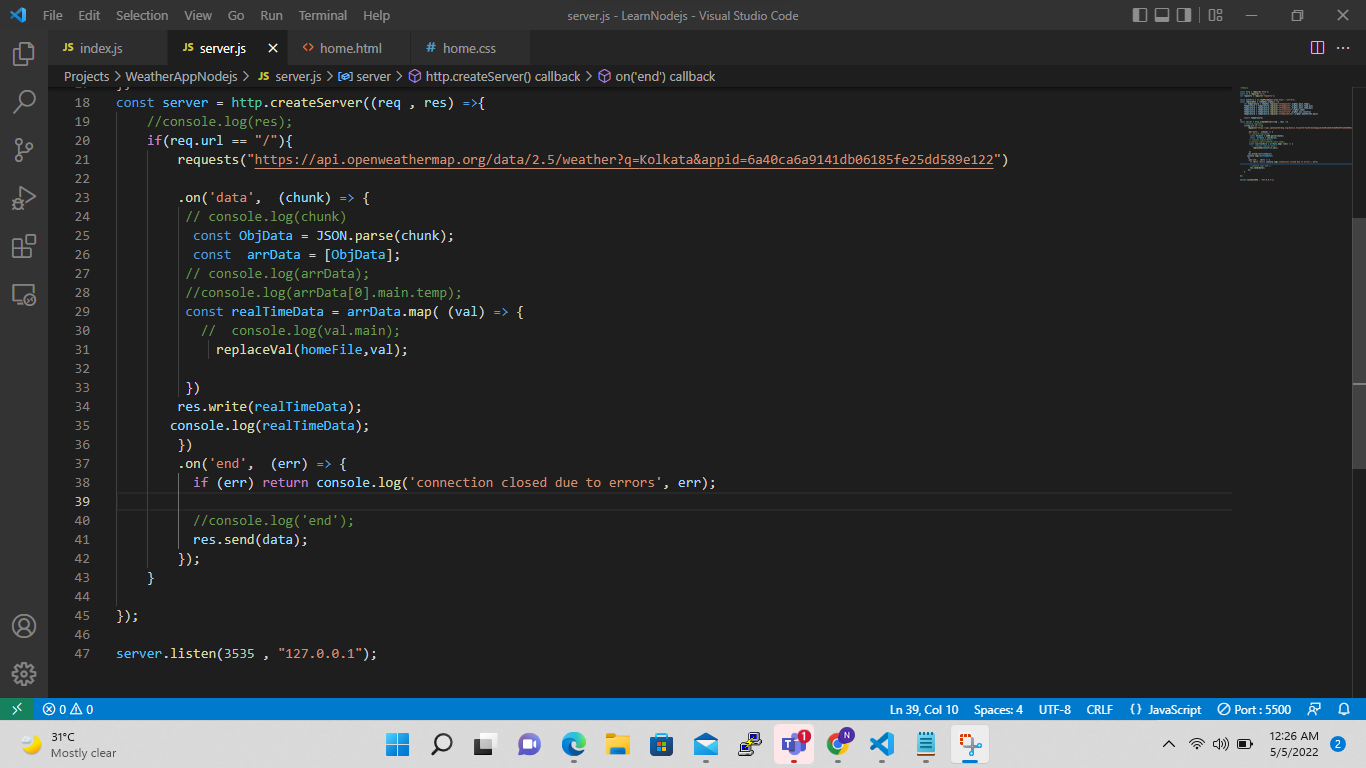 File Edit Selection View Go Run Terminal Help server.js - LearnNodejs - Visual Studio Code
JS index.js JS server.js home.html # home.css
Projects > WeatherAppNodejs > JS server.js > server > http.createServer() callback > on('end') callback
18 const server = http.createServer((req , res) =>{
19 //console.log(res);
20 if(req.url == "/"){
21 requests("https://api.openweathermap.org/data/2.5/weather?q=Kolkata&appid=6a40ca6a9141db06185fe25dd589e122")
22
23 .on('data',  (chunk) => {
24 // console.log(chunk)
25 const ObjData = JSON.parse(chunk);
26 const  arrData = [ObjData];
27 // console.log(arrData);
28 //console.log(arrData[0].main.temp);
29 const realTimeData = arrData.map( (val) => {
30 //  console.log(val.main);
31 replaceVal(homeFile,val);
32
33 })
34 res.write(realTimeData);
35 console.log(realTimeData);
36 })
37 .on('end',  (err) => {
38 if (err) return console.log('connection closed due to errors', err);
39
40 //console.log('end');
41 res.send(data);
42 });
43 }
44
45 });
46
47 server.listen(3535 , "127.0.0.1");
0 0 Ln 39, Col 10 Spaces: 4 UTF-8 CRLF {} JavaScript Port : 5500
31°C
Mostly clear
1 N
12:26 AM
5/5/2022
2